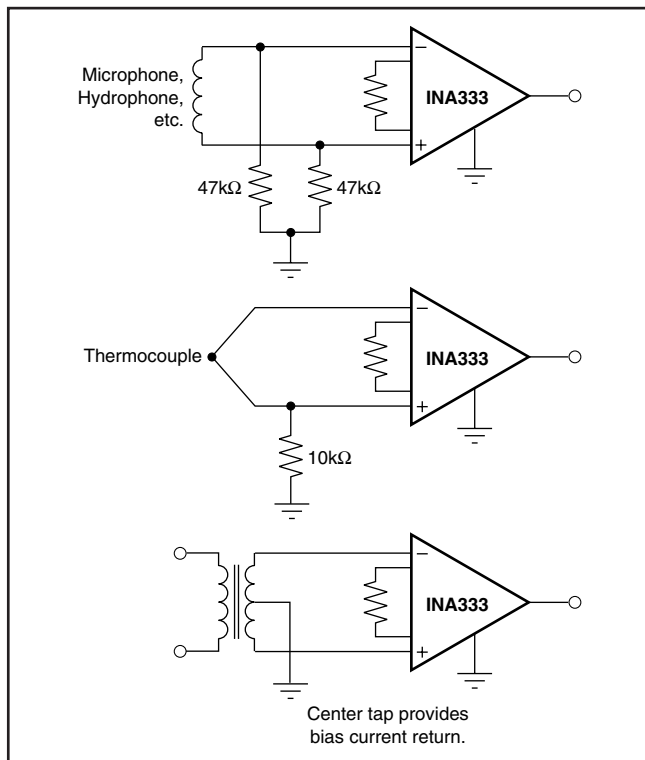 Microphone,
Hydrophone,
etc.
−
INA333
+
47kΩ
47kΩ
−
Thermocouple
INA333
+
10kΩ
−
INA333
+
Center tap provides
bias current return.